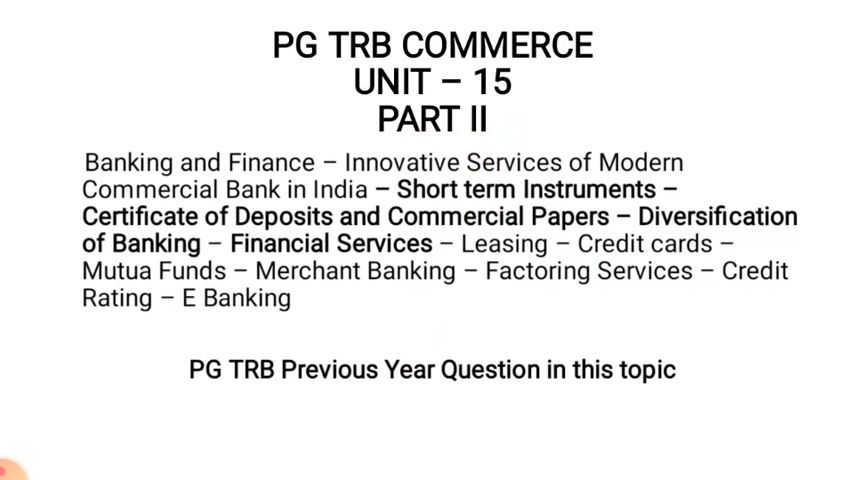 PG TRB COMMERCE
UNIT – 15
PART II
Banking and Finance – Innovative Services of Modern
Commercial Bank in India – Short term Instruments –
Certificate of Deposits and Commercial Papers – Diversification
of Banking – Financial Services – Leasing – Credit cards –
Mutua Funds – Merchant Banking – Factoring Services – Credit
Rating – E Banking
PG TRB Previous Year Question in this topic